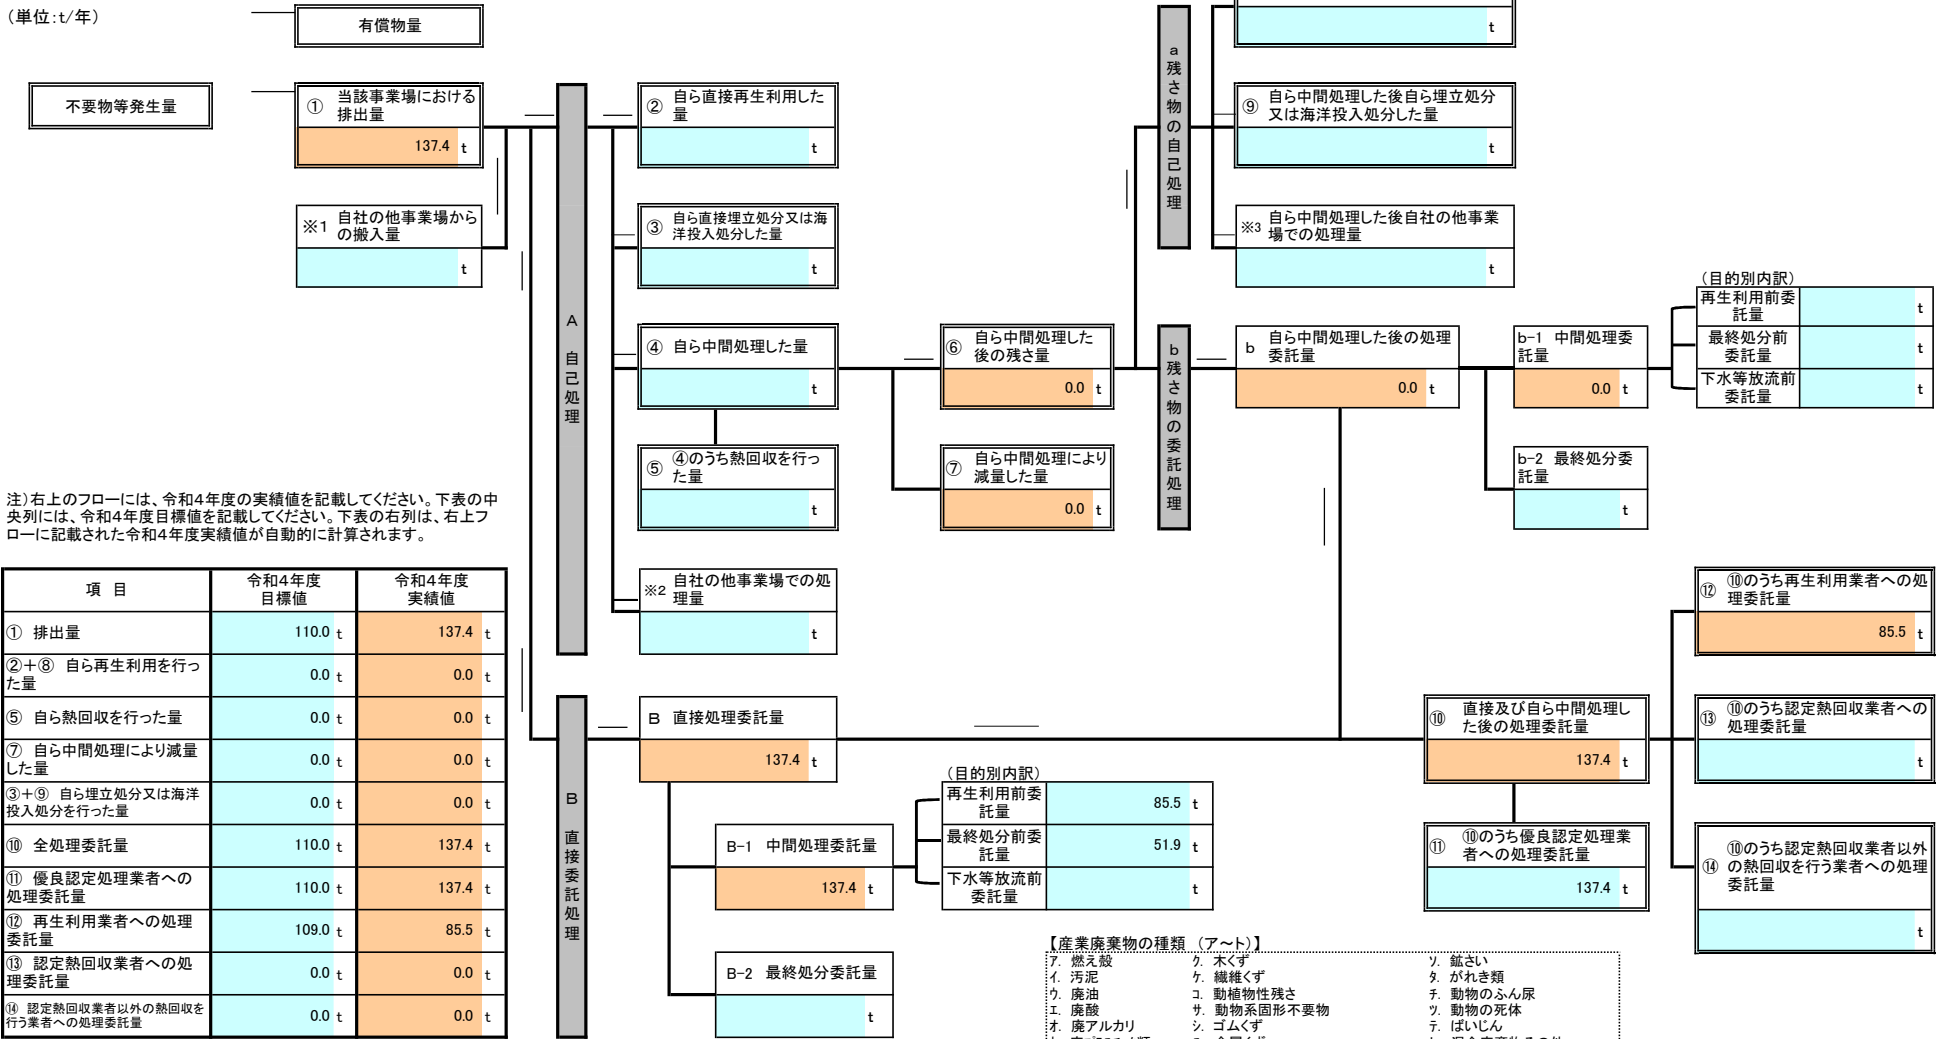 (単位:t/年)
有償物量
t
不要物等発生量
① 当該事業場における
排出量
137.4 t
※1 自社の他事業場から
の搬入量
t
A 自己処理
② 自ら直接再生利用した
量
t
③ 自ら直接埋立処分又は海
洋投入処分した量
t
④ 自ら中間処理した量
t
⑤ ④のうち熱回収を行っ
た量
t
※2 自社の他事業場での処
理量
t
⑥ 自ら中間処理した
後の残さ量
0.0 t
⑦ 自ら中間処理により
減量した量
0.0 t
a 残さ物の自己処理
⑨ 自ら中間処理した後自ら埋立処分
又は海洋投入処分した量
t
※3 自ら中間処理した後自社の他事業
場での処理量
t
b 残さ物の委託処理
b 自ら中間処理した後の処理
委託量
0.0 t
b-1 中間処理委
託量
0.0 t
b-2 最終処分委
託量
t
(目的別内訳)
再生利用前委
託量
t
最終処分前
委託量
t
下水等放流前
委託量
t
注)右上のフローには、令和4年度の実績値を記載してください。下表の中
央列には、令和4年度目標値を記載してください。下表の右列は、右上フ
ローに記載された令和4年度実績値が自動的に計算されます。
項 目 令和4年度 令和4年度
目標値 実績値
① 排出量 110.0 t 137.4 t
②+⑧ 自ら再生利用を行っ
た量 0.0 t 0.0 t
⑤ 自ら熱回収を行った量 0.0 t 0.0 t
⑦ 自ら中間処理により減量
した量 0.0 t 0.0 t
③+⑨ 自ら埋立処分又は海洋
投入処分を行った量 0.0 t 0.0 t
⑩ 全処理委託量 110.0 t 137.4 t
⑪ 優良認定処理業者への
処理委託量 110.0 t 137.4 t
⑫ 再生利用業者への処理
委託量 109.0 t 85.5 t
⑬ 認定熱回収業者への処
理委託量 0.0 t 0.0 t
⑭ 認定熱回収業者以外の熱回収を
行う業者への処理委託量 0.0 t 0.0 t
B 直接委託処理
B 直接処理委託量
137.4 t
B-1 中間処理委託量
137.4 t
B-2 最終処分委託量
t
(目的別内訳)
再生利用前委
託量
85.5 t
最終処分前委
託量
51.9 t
下水等放流前
委託量
t
⑩ 直接及び自ら中間処理し
た後の処理委託量
137.4 t
⑪ ⑩のうち優良認定処理業
者への処理委託量
137.4 t
⑫ ⑩のうち再生利用業者への処
理委託量
85.5 t
⑬ ⑩のうち認定熱回収業者への
処理委託量
t
⑭ ⑩のうち認定熱回収業者以外
の熱回収を行う業者への処理
委託量
t
【産業廃棄物の種類 (ア~ト)】
ア. 燃え殻 ク. 木くず ソ. 鉱さい
イ. 汚泥 ケ. 繊維くず タ. がれき類
ウ. 廃油 コ. 動植物性残さ チ. 動物のふん尿
エ. 廃酸 サ. 動物系固形不要物 ツ. 動物の死体
オ. 廃アルカリ シ. ゴムくず テ. ばいじん